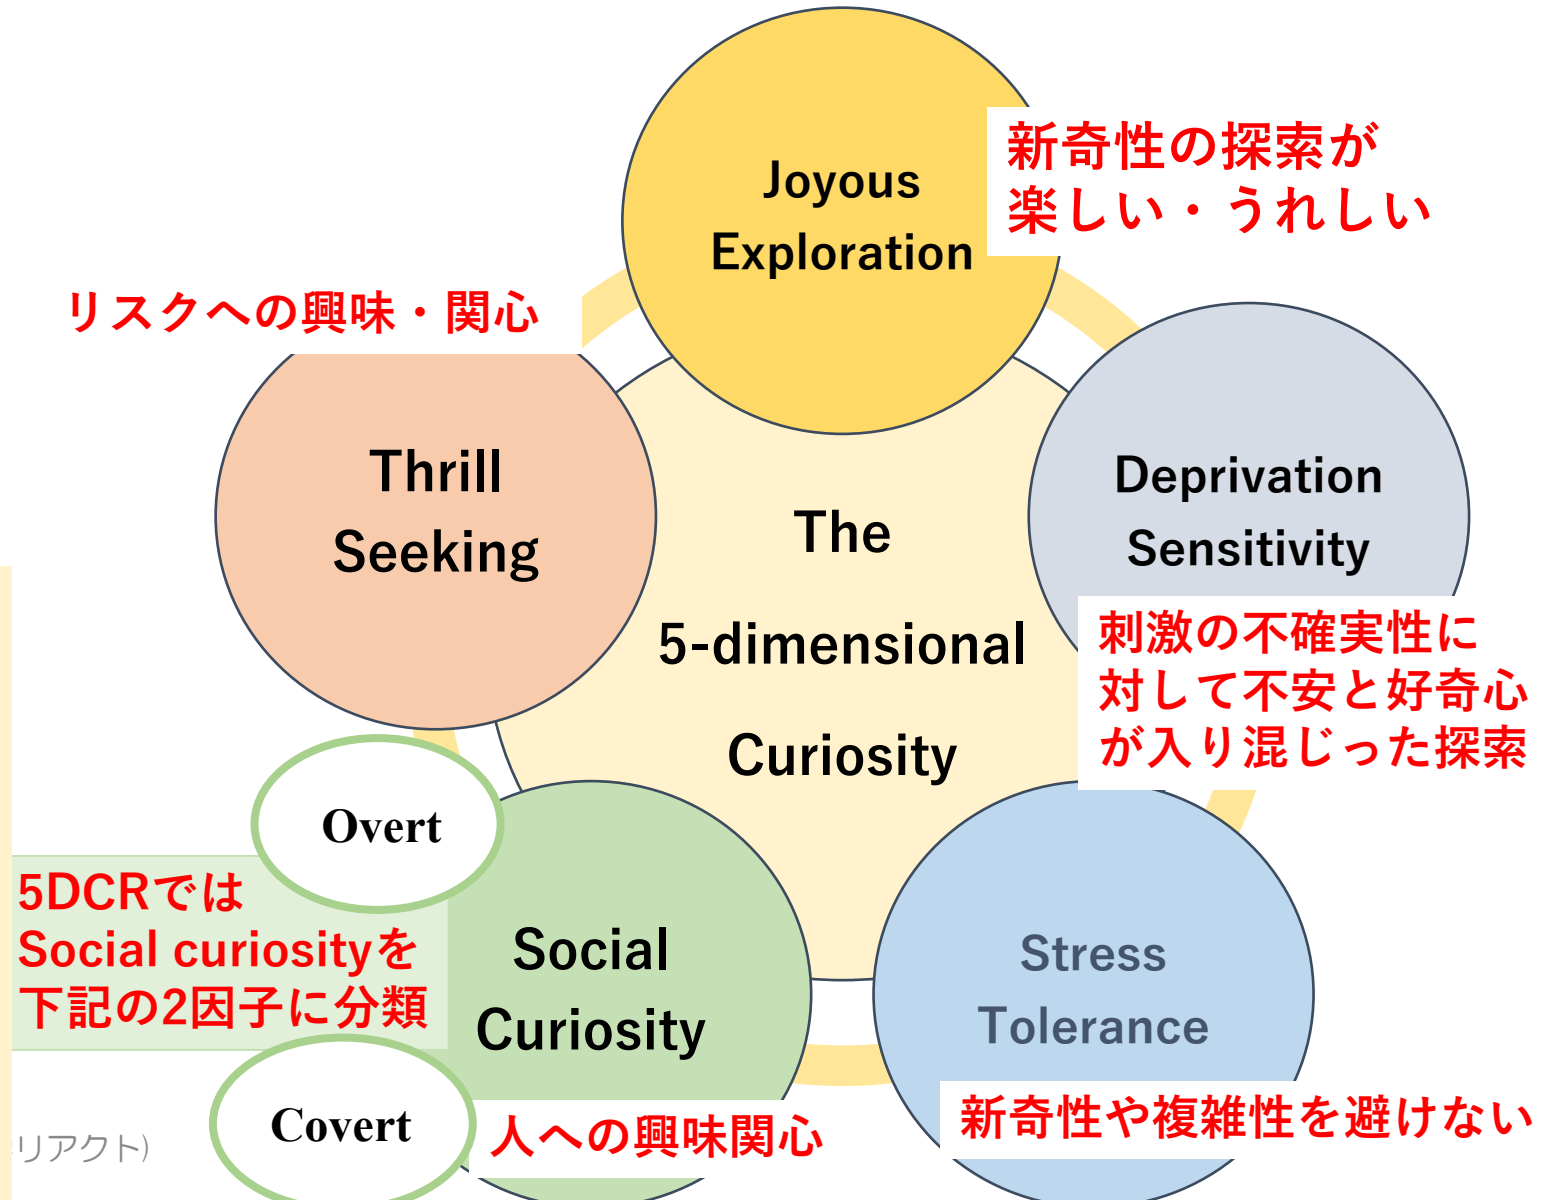 Joyous
Exploration
新奇性の探索が
楽しい・うれしい
リスクへの興味・関心
Thrill
Seeking
Deprivation
Sensitivity
刺激の不確実性に
対して不安と好奇心
が入り混じった探索
The
5-dimensional
Curiosity
Overt
5DCRでは
Social curiosityを
下記の2因子に分類
Covert
Social
Curiosity
人への興味関心
Stress
Tolerance
新奇性や複雑性を避けない
リアクト)